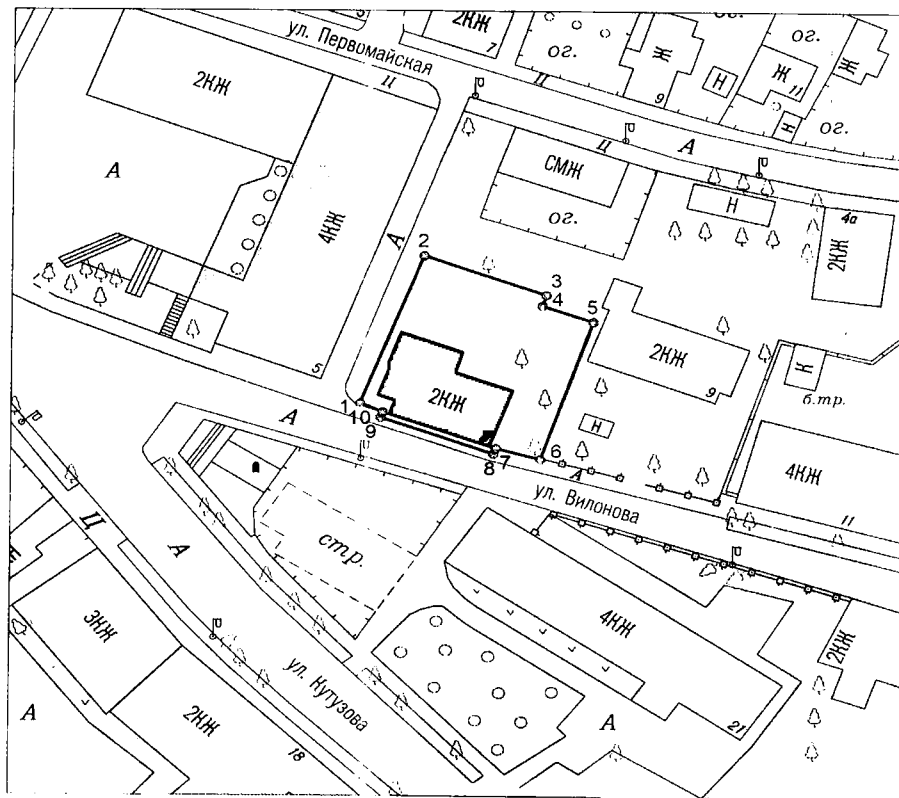 5
2КЖ
7
ог.
Ж
9
Н
ог.
Ж
11
Ж
Н
ог.
ул. Первомайская
Ц
Ц
2КЖ
А
4КЖ
5
А
СМЖ
ог.
Ц
А
Н
4а
2КЖ
2
3
4
5
2КЖ
9
Н
К
б.тр.
4КЖ
11
2КЖ
1
10
9
8
7
6
А
А
ул. Вилонова
Ц
А
стр.
Ж
3КЖ
2КЖ
18
А
ул. Кутузова
4КЖ
21
А
2КЖ